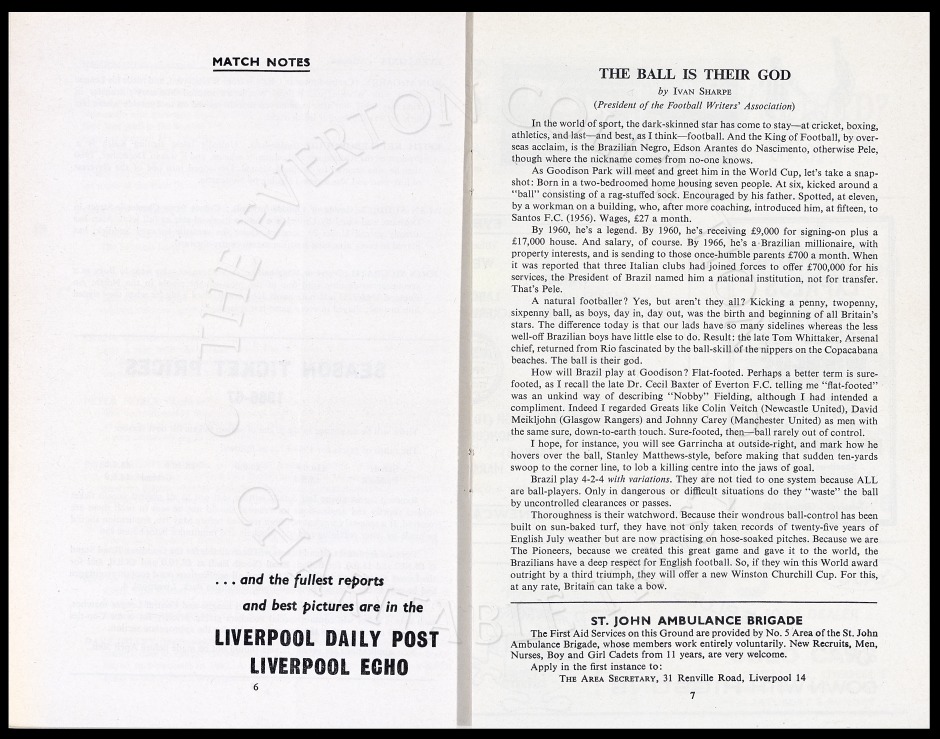 MATCH NOTES
... and the fullest reports
and best pictures are in the
LIVERPOOL DAILY POST
LIVERPOOL ECHO
6
THE BALL IS THEIR GOD
by IVAN SHARPE
(President of the Football Writers' Association)
In the world of sport, the dark-skinned star has come to stay—at cricket, boxing,
athletics, and last—and best, as I think—football. And the King of Football, by over-
seas acclaim, is the Brazilian Negro, Edson Arantes do Nascimento, otherwise Pele,
though where the nickname comes from no-one knows.
As Goodison Park will meet and greet him in the World Cup, let's take a snap-
shot: Born in a two-bedroomed home housing seven people. At six, kicked around a
"ball" consisting of a rag-stuffed sock. Encouraged by his father. Spotted, at eleven,
by a workman on a building, who, after more coaching, introduced him, at fifteen, to
Santos F.C. (1956). Wages, £27 a month.
By 1960, he's a legend. By 1960, he's receiving £9,000 for signing-on plus a
£17,000 house. And salary, of course. By 1966, he's a Brazilian millionaire, with
property interests, and is sending to those once-humble parents £700 a month. When
it was reported that three Italian clubs had joined forces to offer £700,000 for his
services, the President of Brazil named him a national institution, not for transfer.
That's Pele.
A natural footballer? Yes, but aren't they all? Kicking a penny, twopenny,
sixpenny ball, as boys, day in, day out, was the birth and beginning of all Britain's
stars. The difference today is that our lads have so many sidelines whereas the less
well-off Brazilian boys have little else to do. Result: the late Tom Whittaker, Arsenal
chief, returned from Rio fascinated by the ball-skill of the nippers on the Copacabana
beaches. The ball is their god.
How will Brazil play at Goodison? Flat-footed. Perhaps a better term is sure-
footed, as I recall the late Dr. Cecil Baxter of Everton F.C. telling me "flat-footed"
was an unkind way of describing "Nobby" Fielding, although I had intended a
compliment. Indeed I regarded Greats like Colin Veitch (Newcastle United), David
Meikljohn (Glasgow Rangers) and Johnny Carey (Manchester United) as men with
the same sure, down-to-earth touch. Sure-footed, then—ball rarely out of control.
I hope, for instance, you will see Garrincha at outside-right, and mark how he
hovers over the ball, Stanley Matthews-style, before making that sudden ten-yards
swoop to the corner line, to lob a killing centre into the jaws of goal.
Brazil play 4-2-4 with variations. They are not tied to one system because ALL
are ball-players. Only in dangerous or difficult situations do they "waste" the ball
by uncontrolled clearances or passes.
Thoroughness is their watchword. Because their wondrous ball-control has been
built on sun-baked turf, they have not only taken records of twenty-five years of
English July weather but are now practising on hose-soaked pitches. Because we are
The Pioneers, because we created this great game and gave it to the world, the
Brazilians have a deep respect for English football. So, if they win this World award
outright by a third triumph, they will offer a new Winston Churchill Cup. For this,
at any rate, Britain can take a bow.
ST. JOHN AMBULANCE BRIGADE
The First Aid Services on this Ground are provided by No. 5 Area of the St. John
Ambulance Brigade, whose members work entirely voluntarily. New Recruits, Men,
Nurses, Boy and Girl Cadets from 11 years, are very welcome.
Apply in the first instance to:
THE AREA SECRETARY, 31 Renville Road, Liverpool 14
7